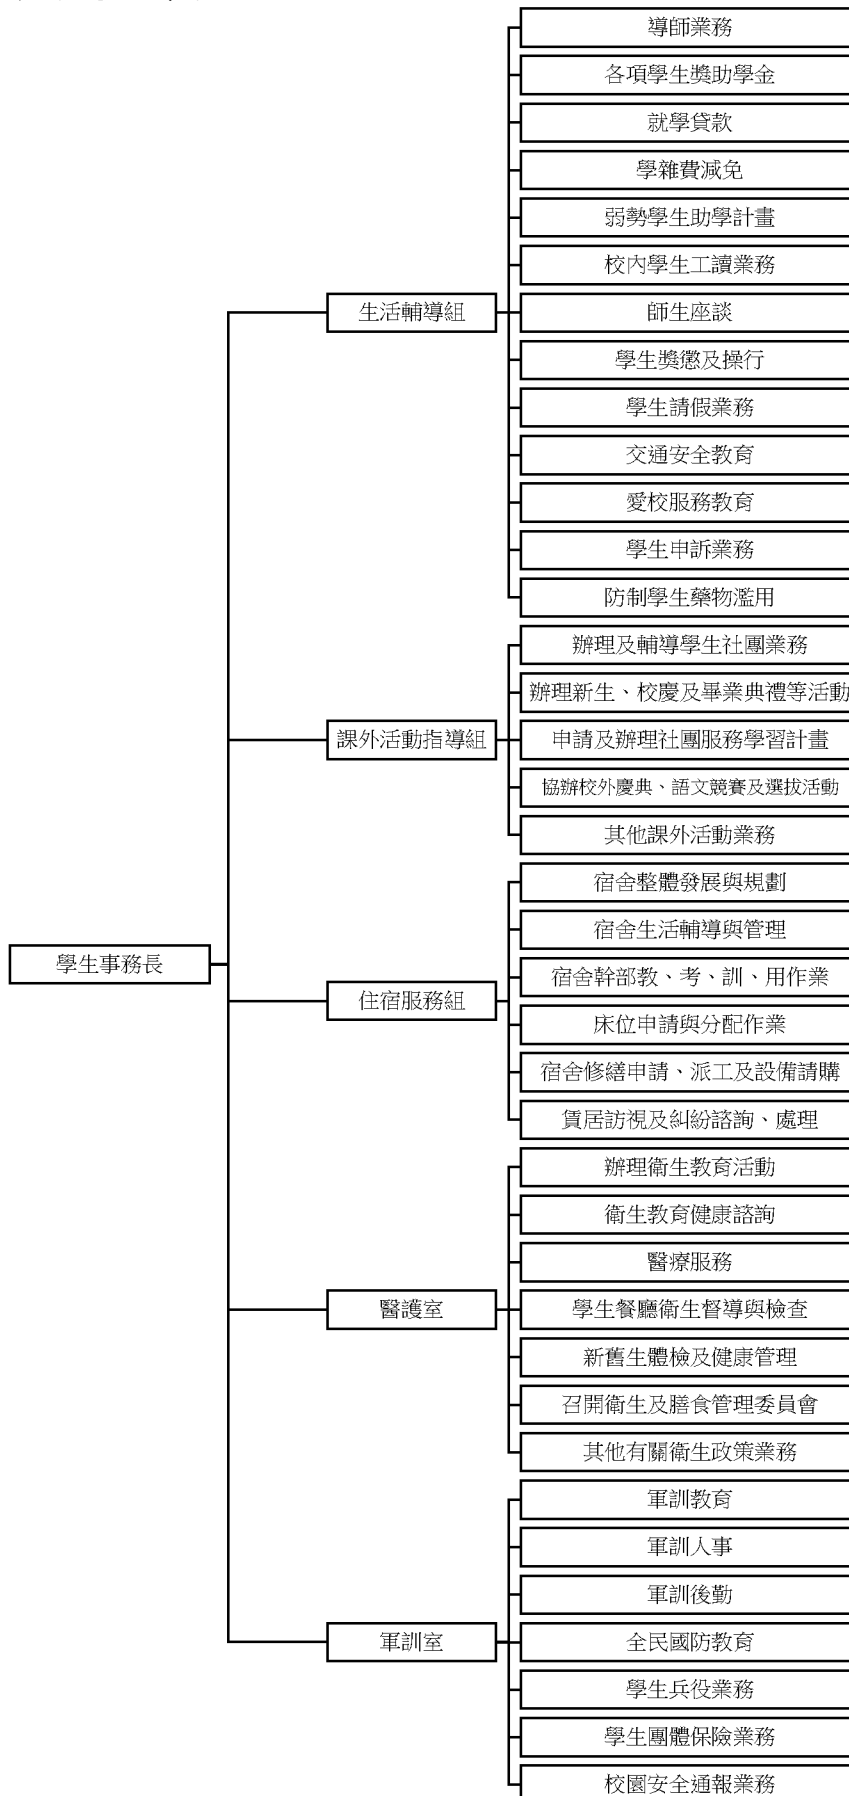 學生事務長
生活輔導組
導師業務
各項學生獎助學金
就學貸款
學雜費減免
弱勢學生助學計畫
校內學生工讀業務
師生座談
學生獎懲及操行
學生請假業務
交通安全教育
愛校服務教育
學生申訴業務
防制學生藥物濫用
課外活動指導組
辦理及輔導學生社團業務
辦理新生、校慶及畢業典禮等活動
申請及辦理社團服務學習計畫
協辦校外慶典、語文競賽及選拔活動
其他課外活動業務
住宿服務組
宿舍整體發展與規劃
宿舍生活輔導與管理
宿舍幹部教、考、訓、用作業
床位申請與分配作業
宿舍修繕申請、派工及設備請購
賃居訪視及糾紛諮詢、處理
醫護室
辦理衛生教育活動
衛生教育健康諮詢
醫療服務
學生餐廳衛生督導與檢查
新舊生體檢及健康管理
召開衛生及膳食管理委員會
其他有關衛生政策業務
軍訓室
軍訓教育
軍訓人事
軍訓後勤
全民國防教育
學生兵役業務
學生團體保險業務
校園安全通報業務